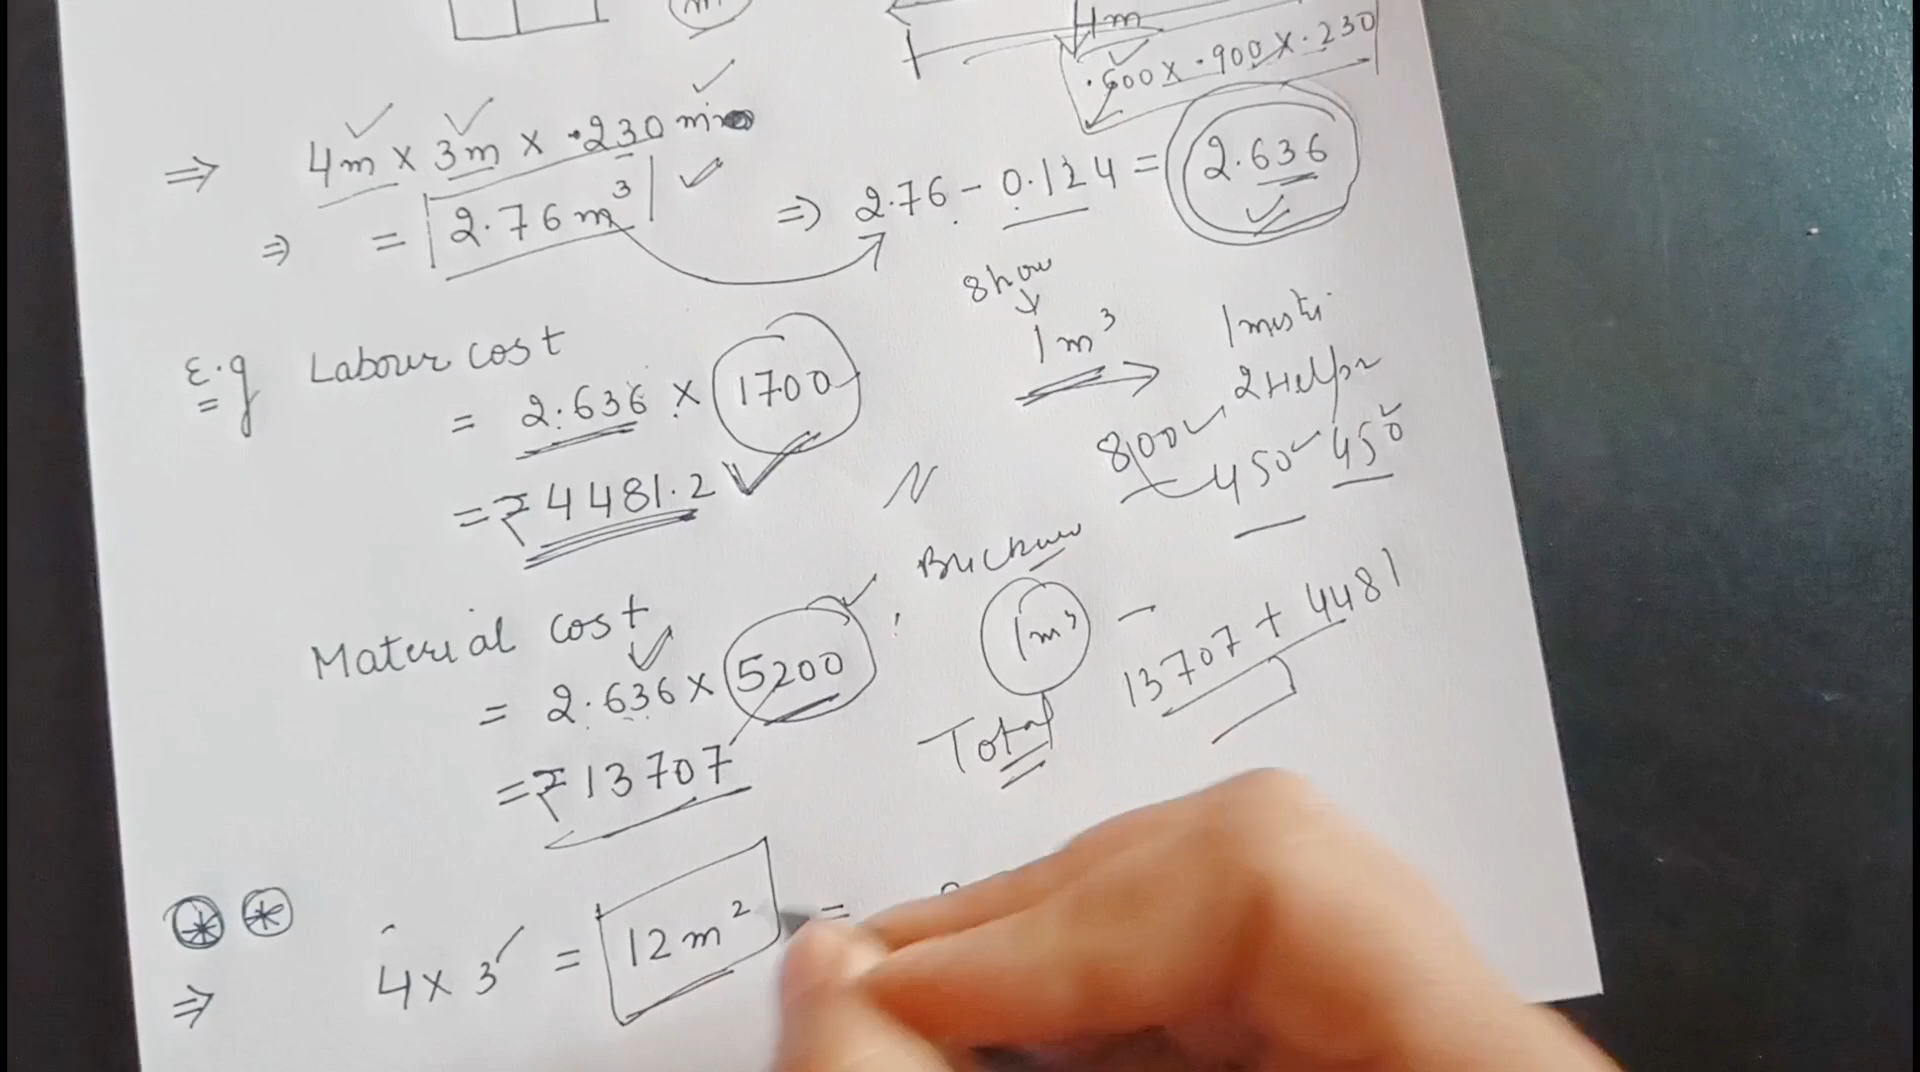 m
4m
.600 x .900 x .230
⇒ 4m x 3m x .230 m
⇒ = 2.76 m³
⇒ 2.76 - 0.124 = 2.636
E.g Labour cost
= 2.636 x 1700
= ₹ 4481.2
8 hour
1 m³
1 mistri
2 Helper
800 450 450
Material cost
= 2.636 x 5200
= ₹ 13707
1 m³ -
Total 13707 + 4481
⇒ 4 x 3 = 12 m² =